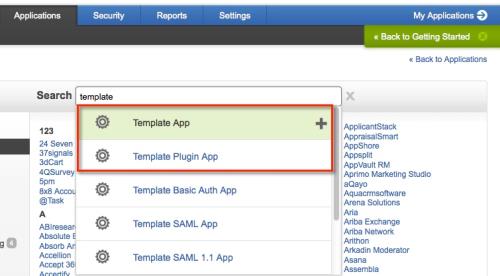 Applications Security Reports Settings My Applications
« Back to Getting Started
« Back to Applications
Search template
Template App
Template Plugin App
Template Basic Auth App
Template SAML App
Template SAML 1.1 App
123
24 Seven
37signals
3dCart
4QSurvey
5pm
8x8 Accou
@Task
A
ABIresear
Absolute
Absorb
Accellion
Accept 36
Accertify
g 4
ApplicantStack
AppraisalSmart
AppShore
Appsplit
AppVault RM
Aprimo Marketing Studio
aQayo
Aquacrmsoftware
Arena Solutions
Aria
Ariba Exchange
Ariba Network
Arithon
Arkadin Moderator
Asana
Assembla